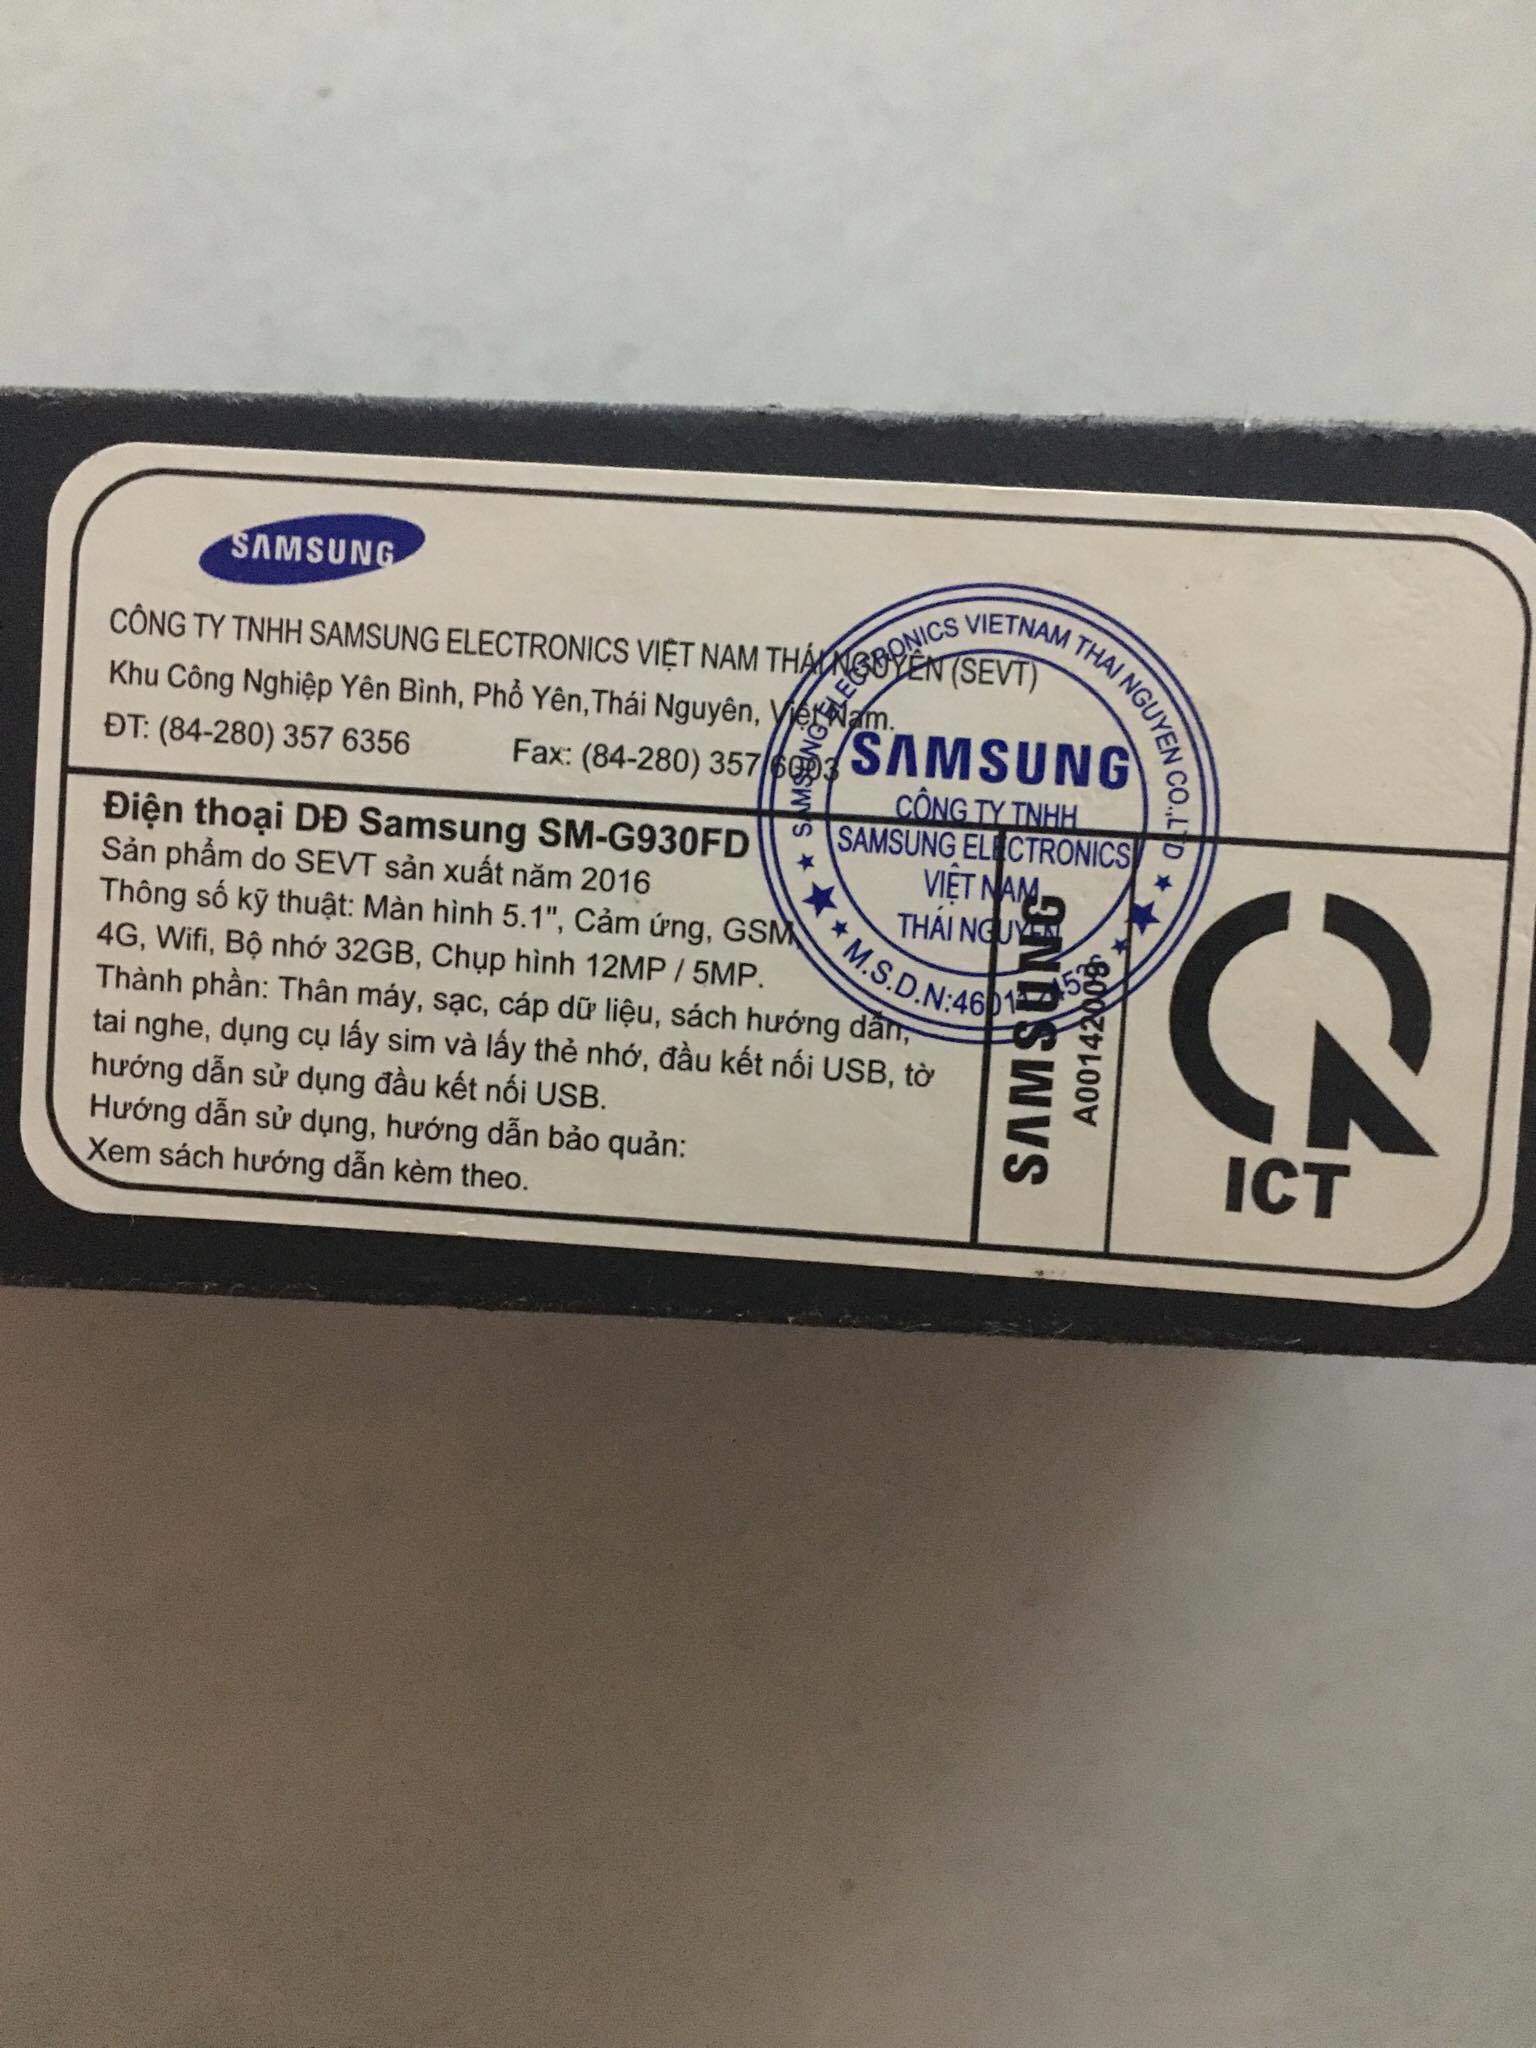 SAMSUNG
CÔNG TY TNHH SAMSUNG ELECTRONICS VIỆT NAM THÁI NGUYÊN (SEVT)
Khu Công Nghiệp Yên Bình, Phổ Yên,Thái Nguyên, Việt Nam.
ĐT: (84-280) 357 6356 Fax: (84-280) 357 6003
Điện thoại DĐ Samsung SM-G930FD
Sản phẩm do SEVT sản xuất năm 2016
Thông số kỹ thuật: Màn hình 5.1", Cảm ứng, GSM,
4G, Wifi, Bộ nhớ 32GB, Chụp hình 12MP / 5MP.
Thành phần: Thân máy, sạc, cáp dữ liệu, sách hướng dẫn,
tai nghe, dụng cụ lấy sim và lấy thẻ nhớ, đầu kết nối USB, tờ
hướng dẫn sử dụng đầu kết nối USB.
Hướng dẫn sử dụng, hướng dẫn bảo quản:
Xem sách hướng dẫn kèm theo.
SAMSUNG ELECTRONICS VIETNAM THAI NGUYEN CO.,LTD
SAMSUNG
CÔNG TY TNHH
SAMSUNG ELECTRONICS
VIỆT NAM
THÁI NGUYÊN
M.S.D.N:
SAMSUNG
A00142009
ICT